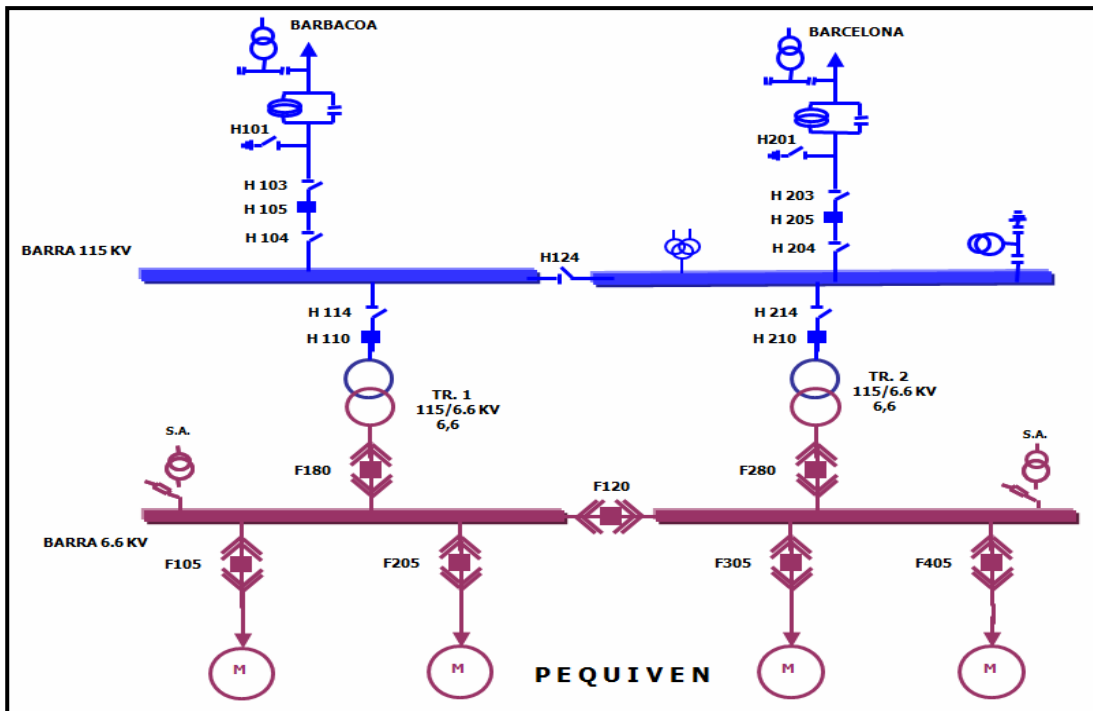 BARBACOA
BARCELONA
H101
H201
H 103
H 203
H 105
H 205
H 104
H 204
BARRA 115 KV
H124
H 114
H 214
H 110
H 210
TR. 1
115/6.6 KV
6,6
TR. 2
115/6.6 KV
6,6
S.A.
S.A.
F180
F280
F120
BARRA 6.6 KV
F105
F205
F305
F405
M
M
M
M
P E Q U I V E N